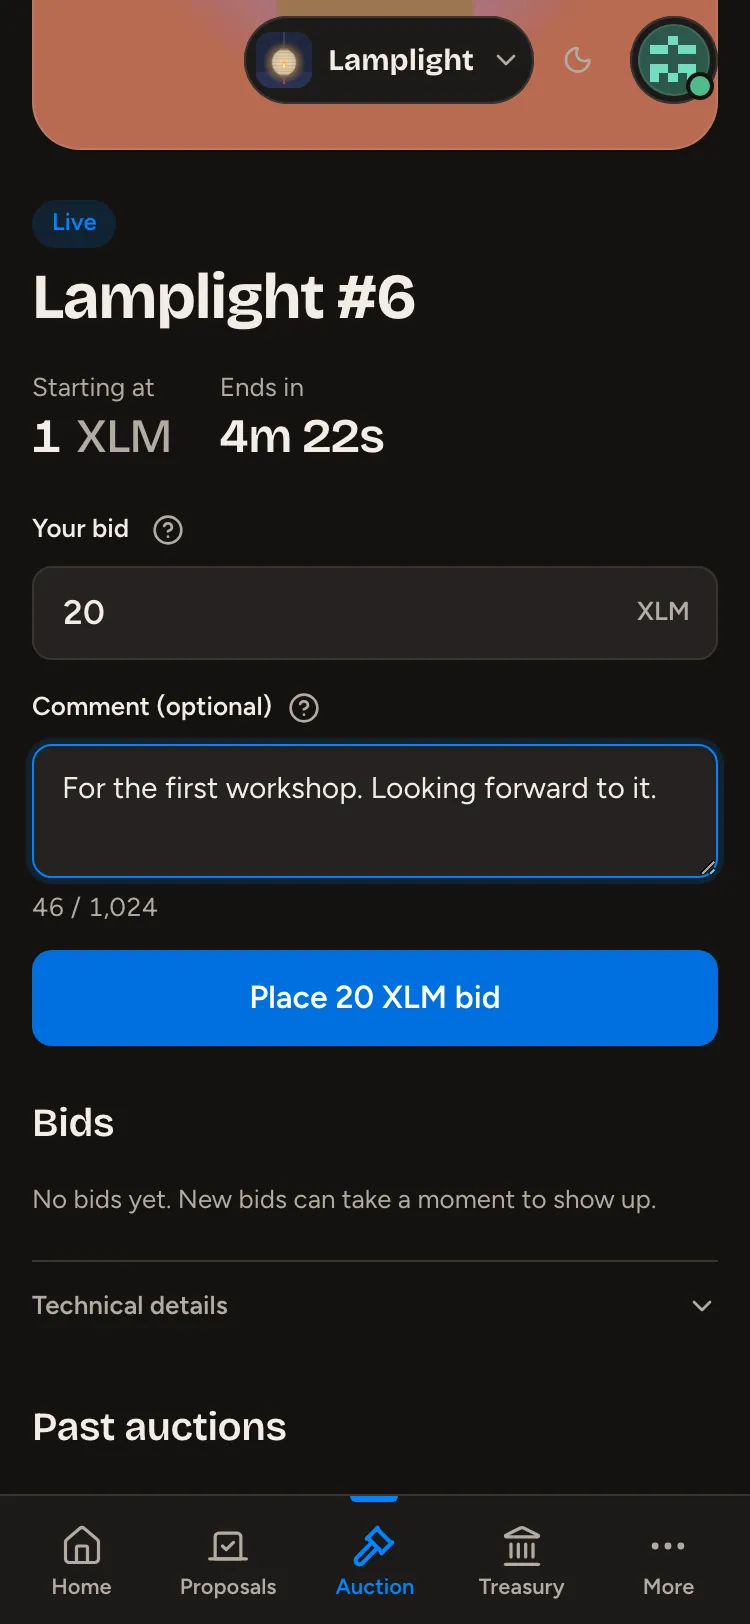 Lamplight
Live
Lamplight #6
Starting at
Ends in
1 XLM
4m 22s
Your bid
20
XLM
Comment (optional)
For the first workshop. Looking forward to it.
46 / 1,024
Place 20 XLM bid
Bids
No bids yet. New bids can take a moment to show up.
Technical details
Past auctions
Home
Proposals
Auction
Treasury
More